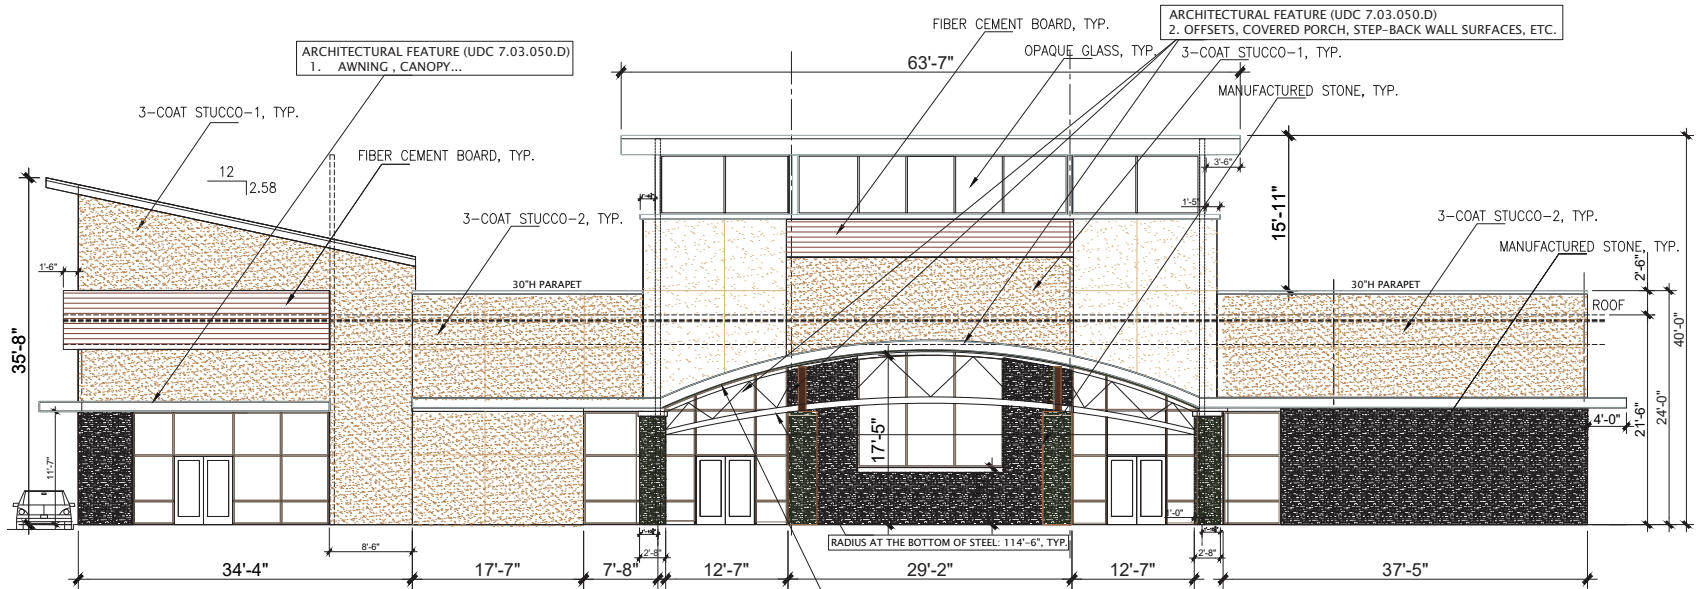 FIBER CEMENT BOARD, TYP.
ARCHITECTURAL FEATURE (UDC 7.03.050.D)
2. OFFSETS, COVERED PORCH, STEP-BACK WALL SURFACES, ETC.
ARCHITECTURAL FEATURE (UDC 7.03.050.D)
1. AWNING , CANOPY...
OPAQUE GLASS, TYP.
3-COAT STUCCO-1, TYP.
63'-7"
MANUFACTURED STONE, TYP.
3-COAT STUCCO-1, TYP.
FIBER CEMENT BOARD, TYP.
12
2.58
3'-6"
1'-5"
15'-11"
3-COAT STUCCO-2, TYP.
3-COAT STUCCO-2, TYP.
MANUFACTURED STONE, TYP.
1'-6"
30"H PARAPET
30"H PARAPET
2'-6"
ROOF
35'-8"
40'-0"
24'-0"
21'-6"
4'-0"
17'-5"
11'-7"
1'-0"
RADIUS AT THE BOTTOM OF STEEL: 114'-6", TYP.
8'-6"
2'-8"
2'-8"
34'-4"
17'-7"
7'-8"
12'-7"
29'-2"
12'-7"
37'-5"